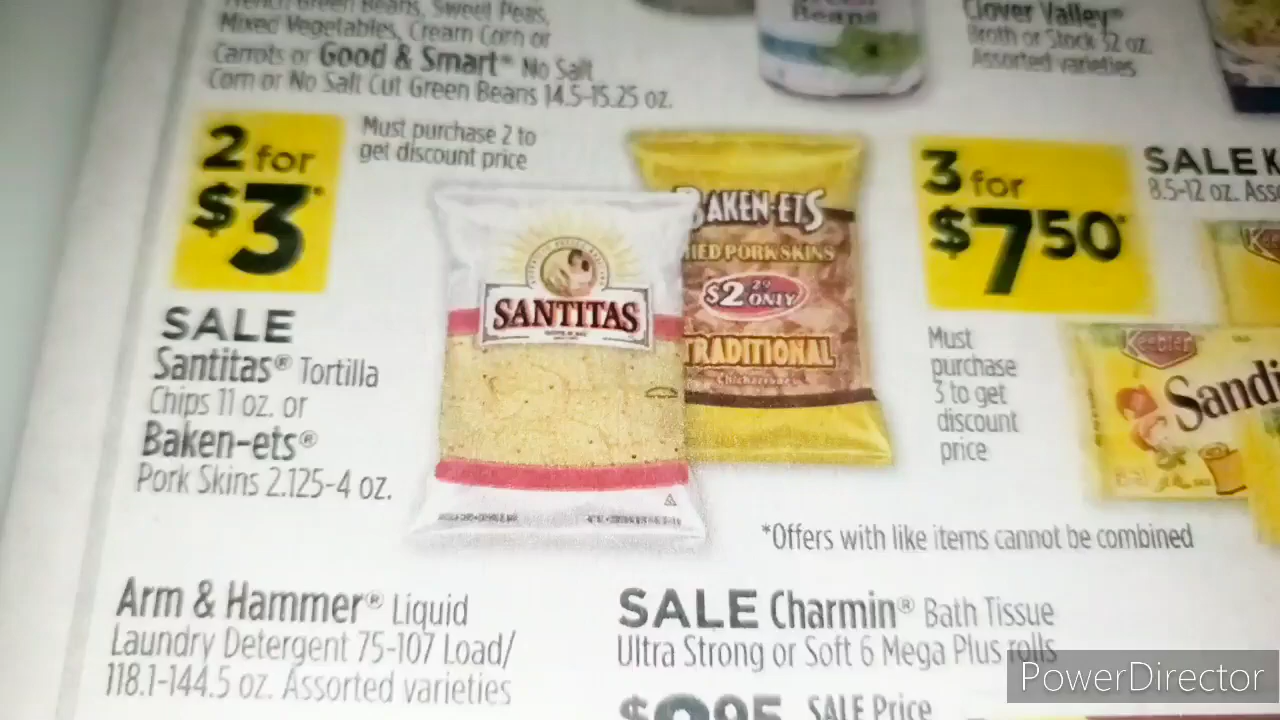 French Green Beans, Sweet Peas,
Mixed Vegetables, Cream Corn or
Carrots or Good & Smart® No Salt
Corn or No Salt Cut Green Beans 14.5-15.25 oz.
Beans
Clover Valley®
Broth or Stock 32 oz.
Assorted varieties
2 for
$3*
Must purchase 2 to
get discount price
SALE
Santitas® Tortilla
Chips 11 oz. or
Baken-ets®
Pork Skins 2.125-4 oz.
SANTITAS
BAKEN-ETS
RIED PORK SKINS
$2 29 ONLY
TRADITIONAL
Chicharrones
3 for
$7 50*
Must
purchase
3 to get
discount
price
SALE K
8.5-12 oz. Ass
Keebler
Sandi
*Offers with like items cannot be combined
Arm & Hammer® Liquid
Laundry Detergent 75-107 Load/
118.1-144.5 oz. Assorted varieties
SALE Charmin® Bath Tissue
Ultra Strong or Soft 6 Mega Plus rolls
SALE Price
PowerDirector